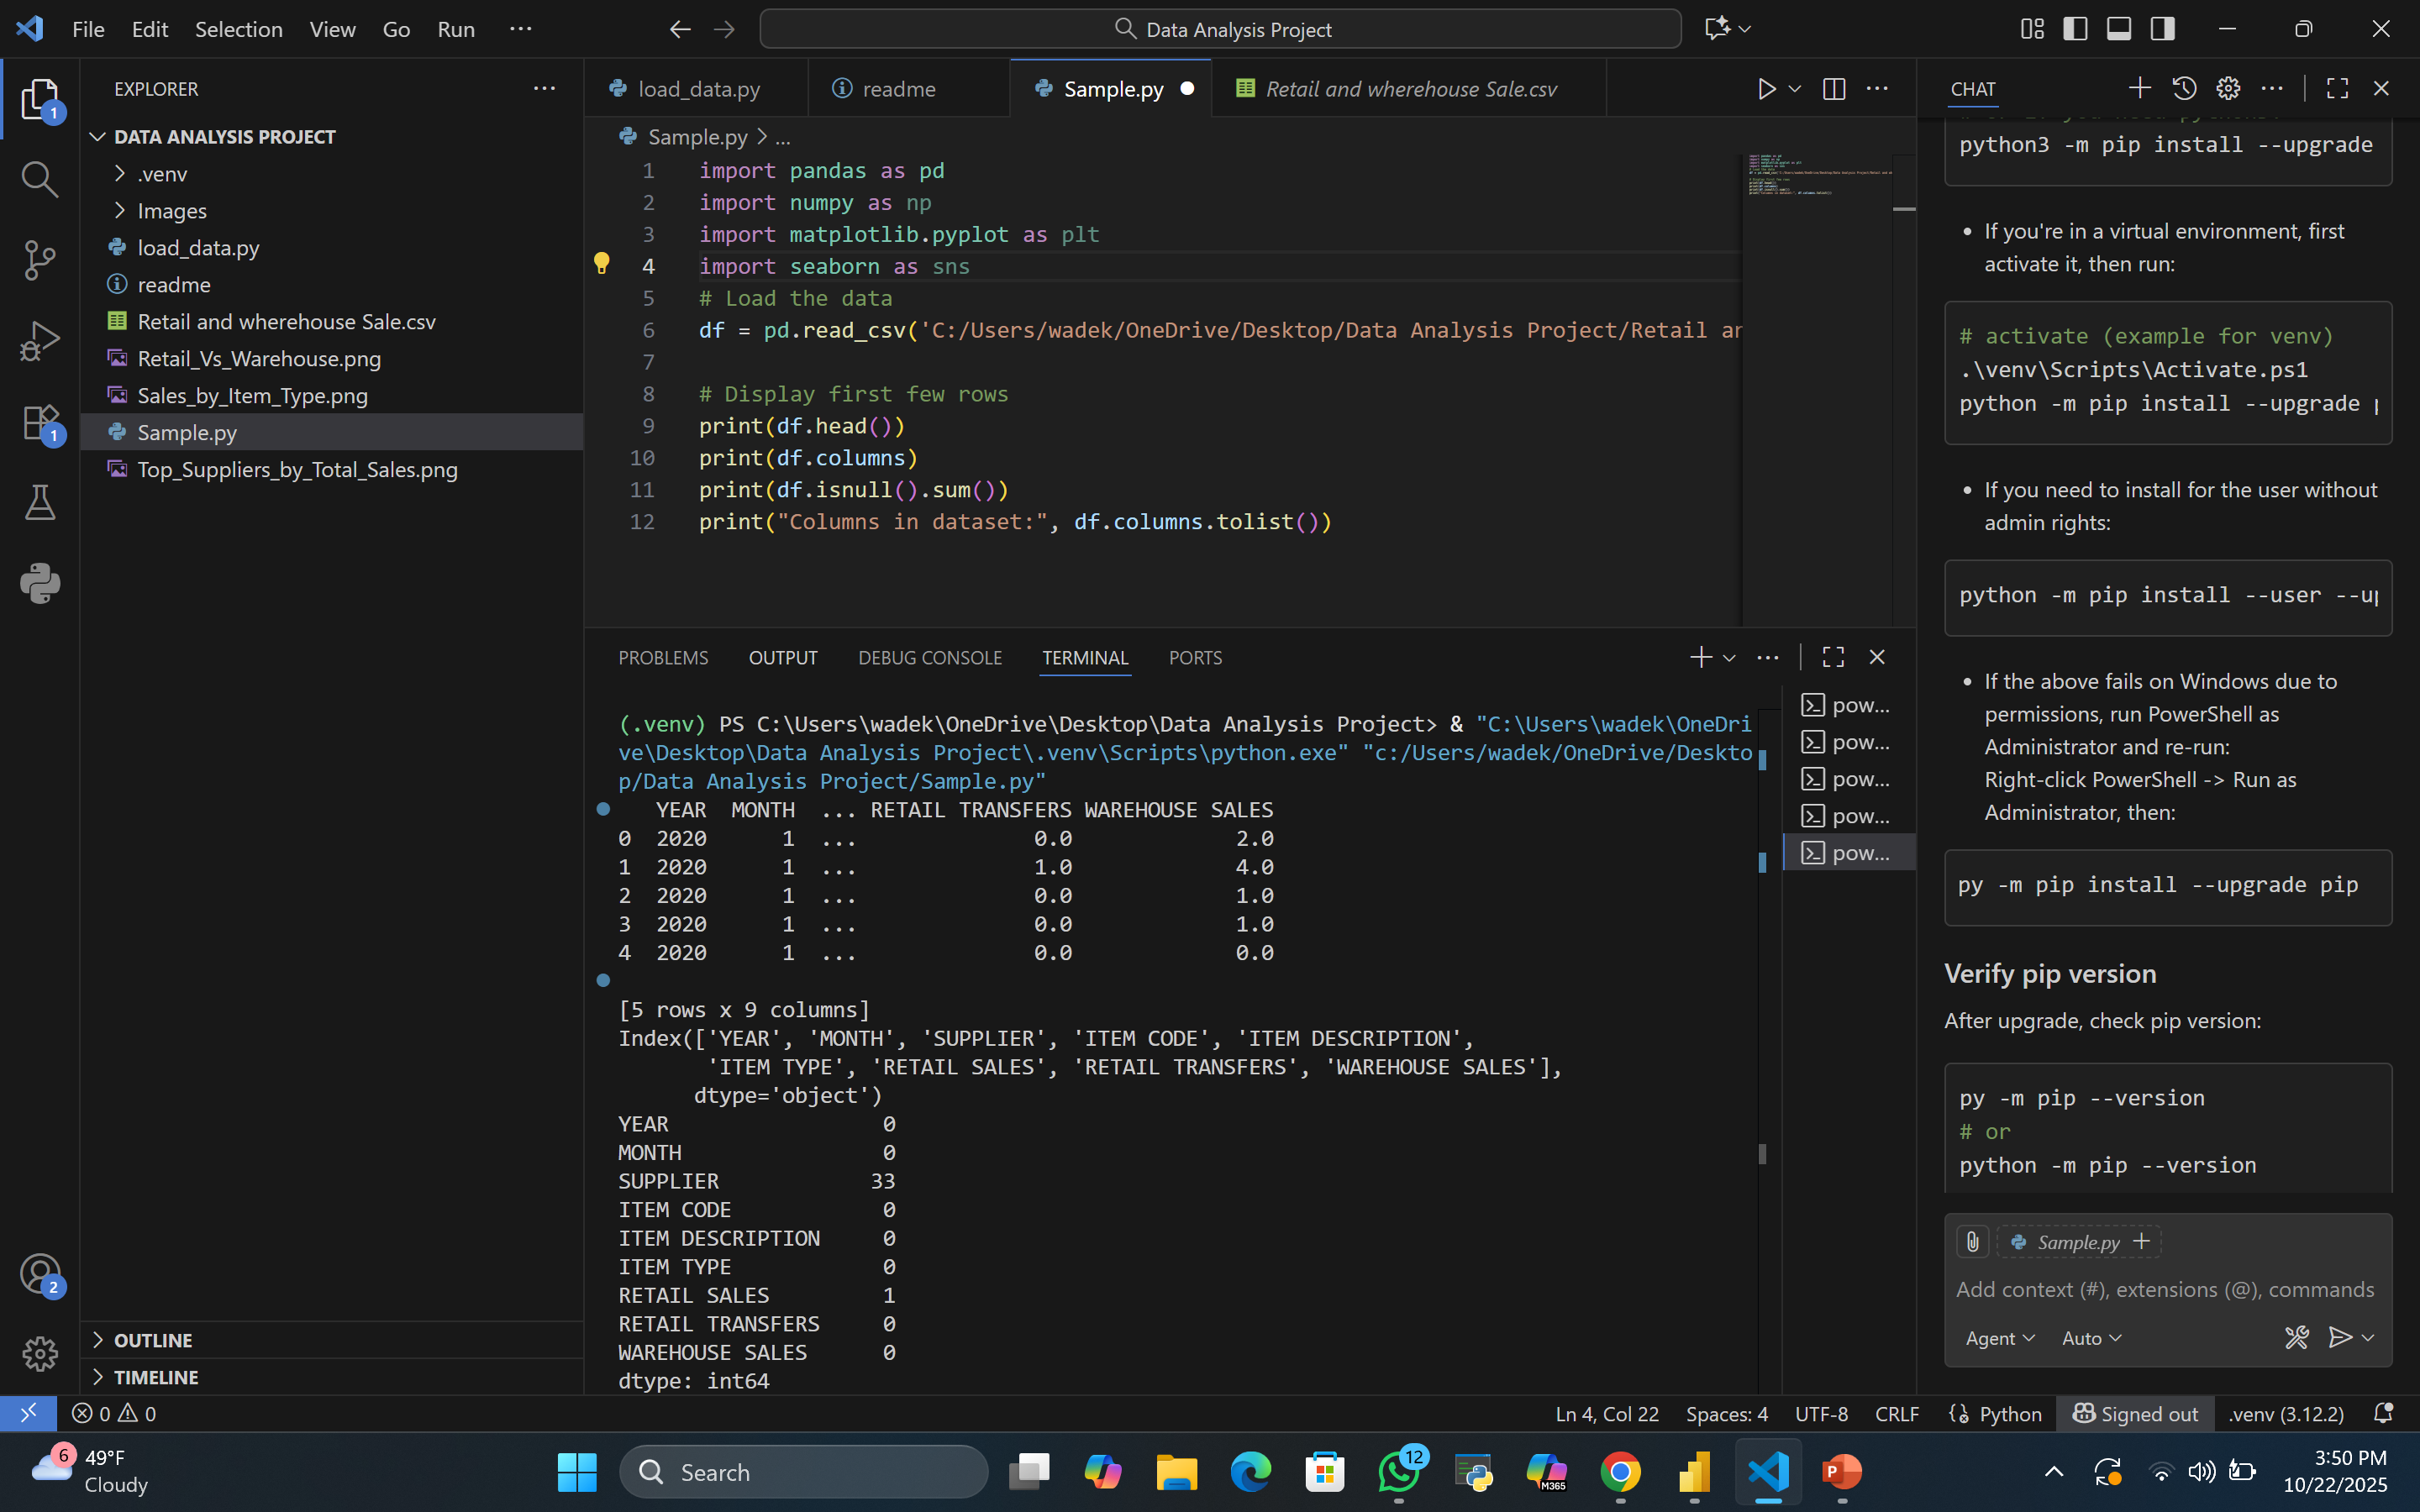 File Edit Selection View Go Run ···
Data Analysis Project
EXPLORER
DATA ANALYSIS PROJECT
.venv
Images
load_data.py
readme
Retail and wherehouse Sale.csv
Retail_Vs_Warehouse.png
Sales_by_Item_Type.png
Sample.py
Top_Suppliers_by_Total_Sales.png
OUTLINE
TIMELINE
1
1
2
load_data.py readme Sample.py Retail and wherehouse Sale.csv
Sample.py > ...
1 import pandas as pd
2 import numpy as np
3 import matplotlib.pyplot as plt
4 import seaborn as sns
5 # Load the data
6 df = pd.read_csv('C:/Users/wadek/OneDrive/Desktop/Data Analysis Project/Retail ar
7
8 # Display first few rows
9 print(df.head())
10 print(df.columns)
11 print(df.isnull().sum())
12 print("Columns in dataset:", df.columns.tolist())
PROBLEMS OUTPUT DEBUG CONSOLE TERMINAL PORTS
(.venv) PS C:\Users\wadek\OneDrive\Desktop\Data Analysis Project> & "C:\Users\wadek\OneDri
ve\Desktop\Data Analysis Project\.venv\Scripts\python.exe" "c:/Users/wadek/OneDrive/Deskto
p/Data Analysis Project/Sample.py"
YEAR MONTH ... RETAIL TRANSFERS WAREHOUSE SALES
0 2020 1 ... 0.0 2.0
1 2020 1 ... 1.0 4.0
2 2020 1 ... 0.0 1.0
3 2020 1 ... 0.0 1.0
4 2020 1 ... 0.0 0.0
[5 rows x 9 columns]
Index(['YEAR', 'MONTH', 'SUPPLIER', 'ITEM CODE', 'ITEM DESCRIPTION',
'ITEM TYPE', 'RETAIL SALES', 'RETAIL TRANSFERS', 'WAREHOUSE SALES'],
dtype='object')
YEAR 0
MONTH 0
SUPPLIER 33
ITEM CODE 0
ITEM DESCRIPTION 0
ITEM TYPE 0
RETAIL SALES 1
RETAIL TRANSFERS 0
WAREHOUSE SALES 0
dtype: int64
pow...
pow...
pow...
pow...
pow...
CHAT
python3 -m pip install --upgrade
• If you're in a virtual environment, first
activate it, then run:
# activate (example for venv)
.\venv\Scripts\Activate.ps1
python -m pip install --upgrade p
• If you need to install for the user without
admin rights:
python -m pip install --user --up
• If the above fails on Windows due to
permissions, run PowerShell as
Administrator and re-run:
Right-click PowerShell -> Run as
Administrator, then:
py -m pip install --upgrade pip
Verify pip version
After upgrade, check pip version:
py -m pip --version
# or
python -m pip --version
Sample.py
Add context (#), extensions (@), commands
Agent Auto
0 0
Ln 4, Col 22 Spaces: 4 UTF-8 CRLF Python Signed out .venv (3.12.2)
6
49°F
Cloudy
Search
12
M365
P
3:50 PM
10/22/2025